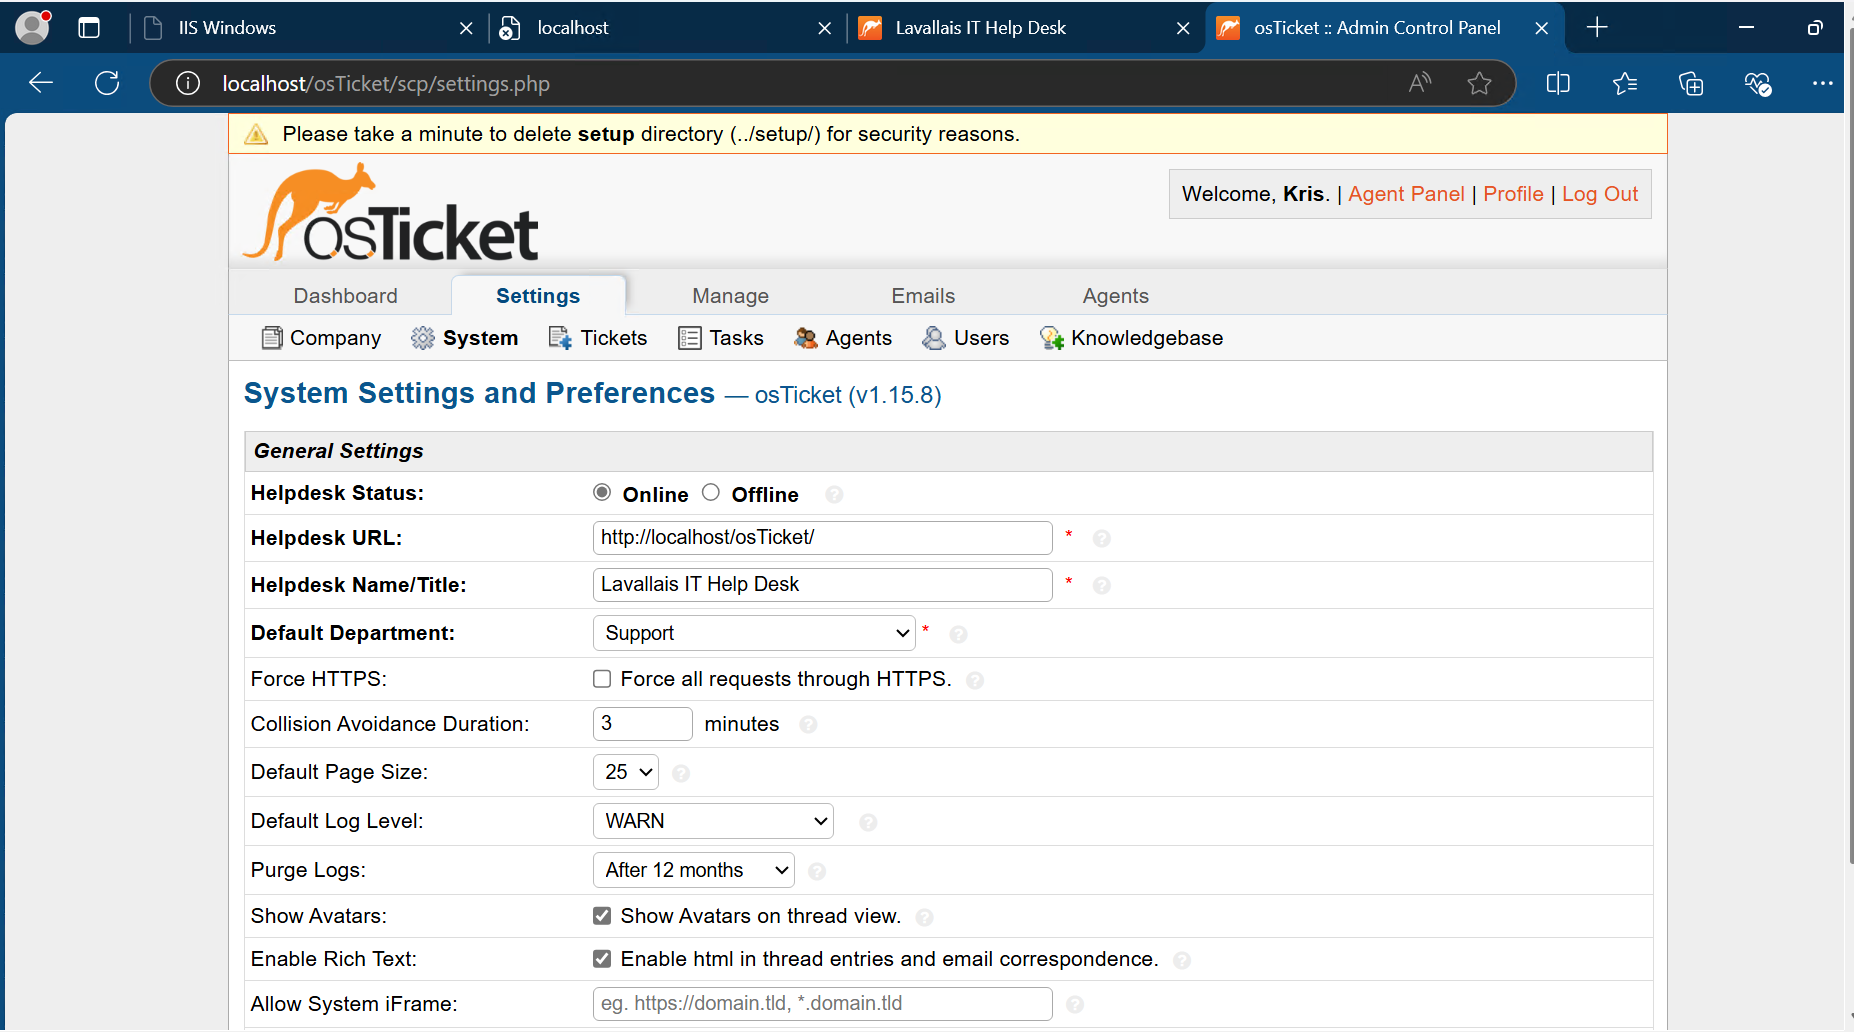 IIS Windows
localhost
Lavallais IT Help Desk
osTicket :: Admin Control Panel
localhost/osTicket/scp/settings.php
Please take a minute to delete setup directory (../setup/) for security reasons.
osTicket
Welcome, Kris. | Agent Panel | Profile | Log Out
Dashboard Settings Manage Emails Agents
Company System Tickets Tasks Agents Users Knowledgebase
System Settings and Preferences — osTicket (v1.15.8)
General Settings
Helpdesk Status: Online Offline ?
Helpdesk URL: http://localhost/osTicket/ * ?
Helpdesk Name/Title: Lavallais IT Help Desk * ?
Default Department: Support * ?
Force HTTPS: Force all requests through HTTPS. ?
Collision Avoidance Duration: 3 minutes ?
Default Page Size: 25 ?
Default Log Level: WARN ?
Purge Logs: After 12 months ?
Show Avatars: Show Avatars on thread view. ?
Enable Rich Text: Enable html in thread entries and email correspondence. ?
Allow System iFrame: eg. https://domain.tld, *.domain.tld ?